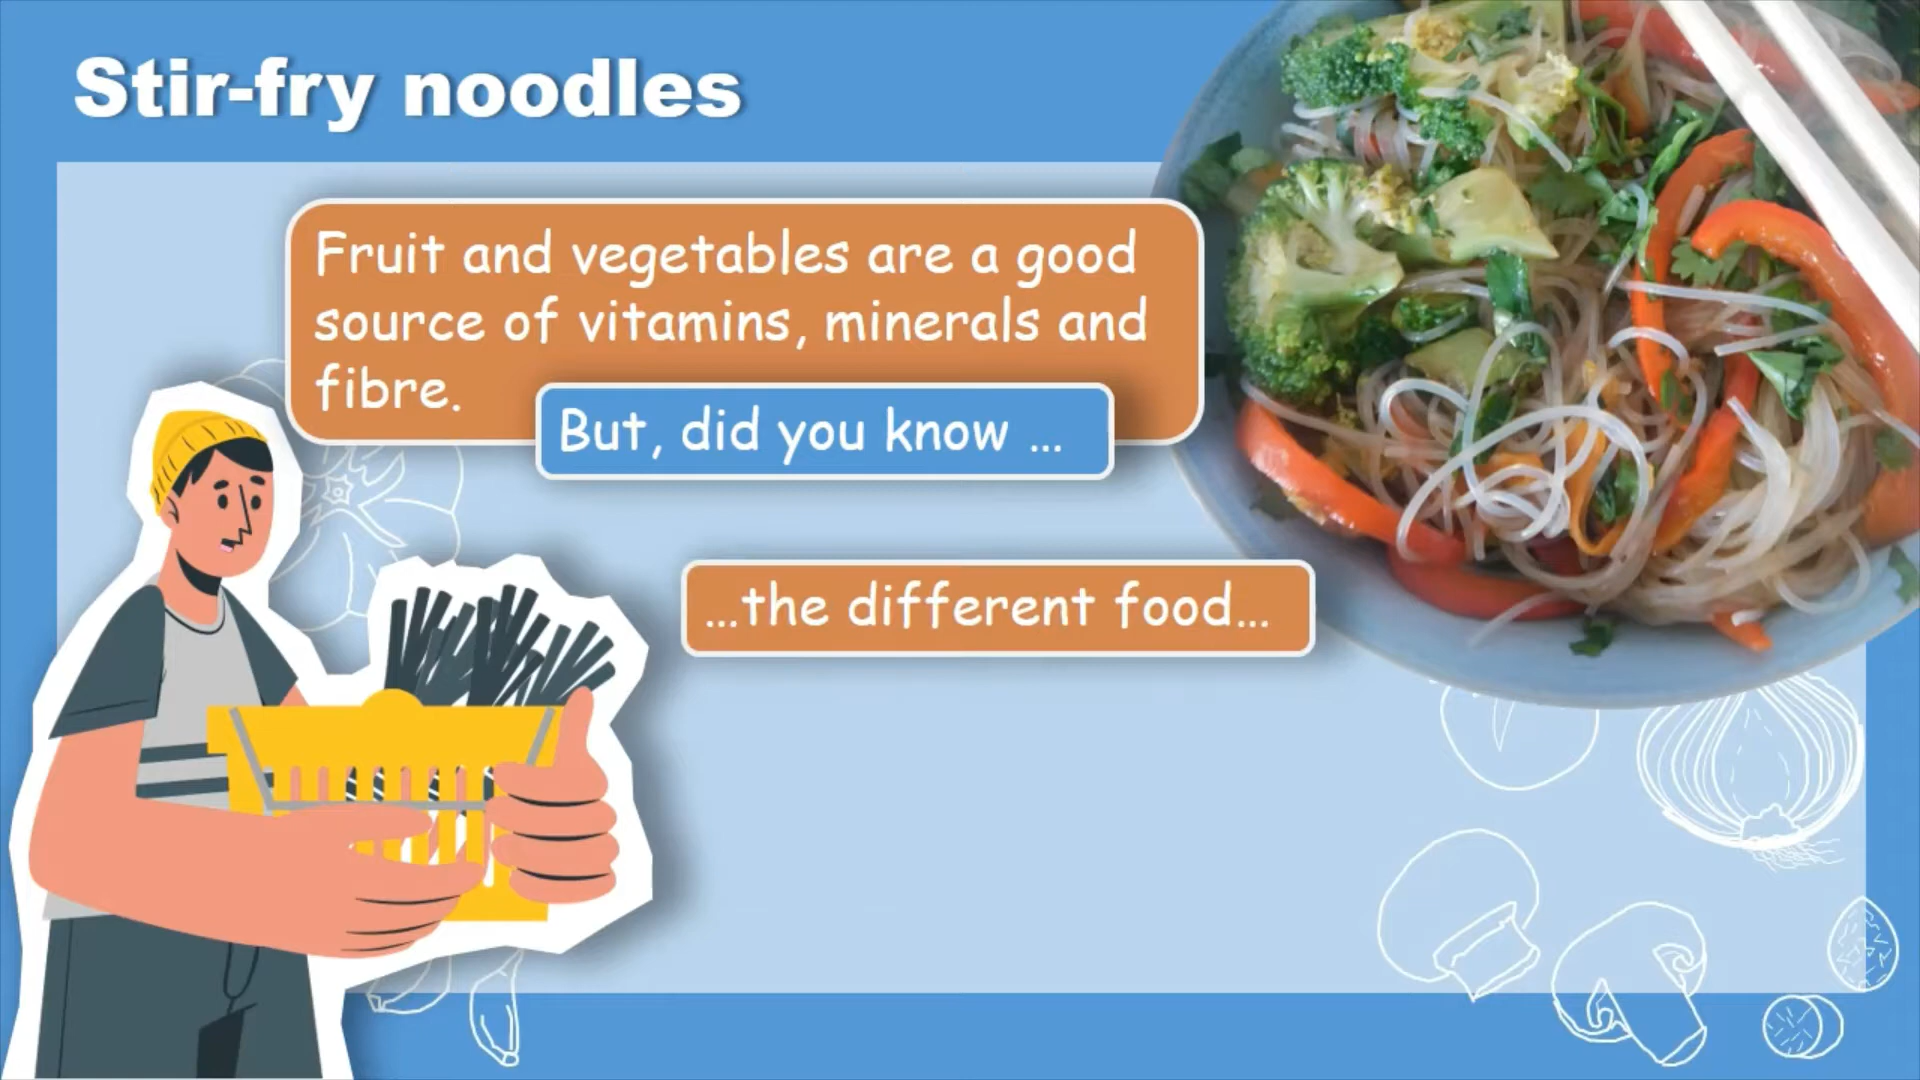 Stir-fry noodles
Fruit and vegetables are a good
source of vitamins, minerals and
fibre.
But, did you know ...
...the different food...